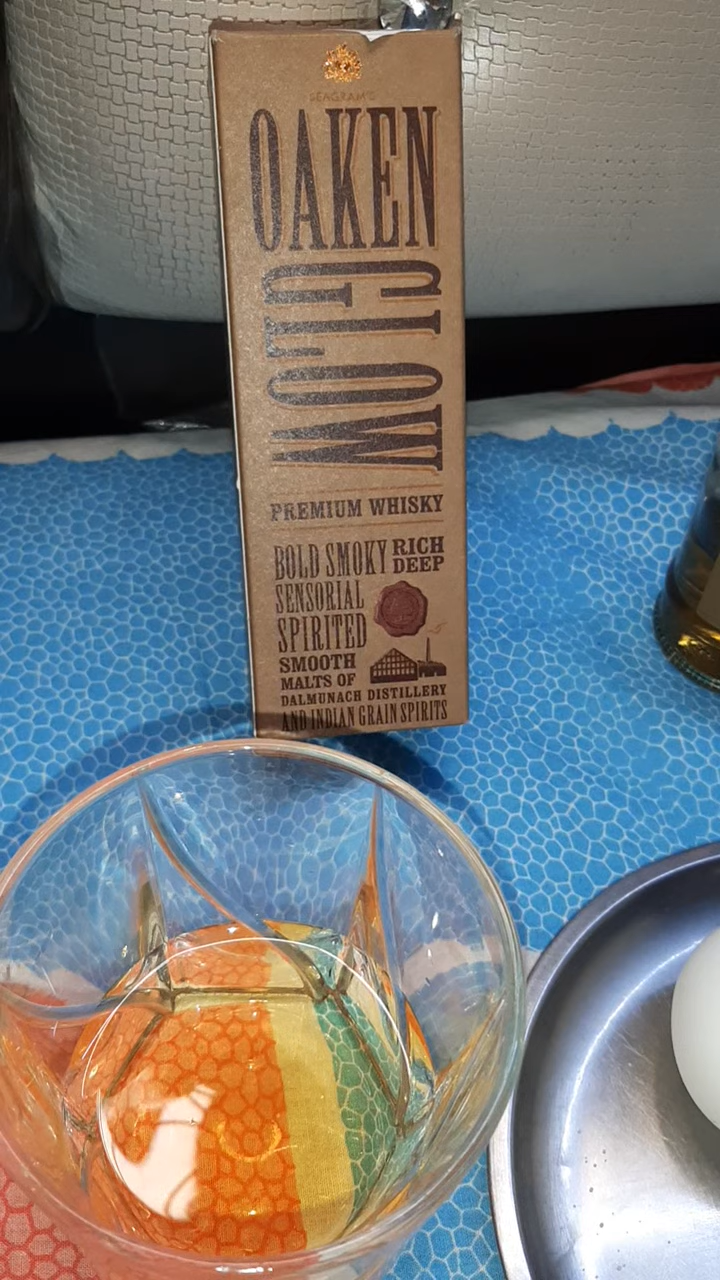 SEAGRAM'S
OAKEN
GLOW
PREMIUM WHISKY
BOLD SMOKY RICH DEEP
SENSORIAL
SPIRITED
SMOOTH
MALTS OF
DALMUNACH DISTILLERY
AND INDIAN GRAIN SPIRITS